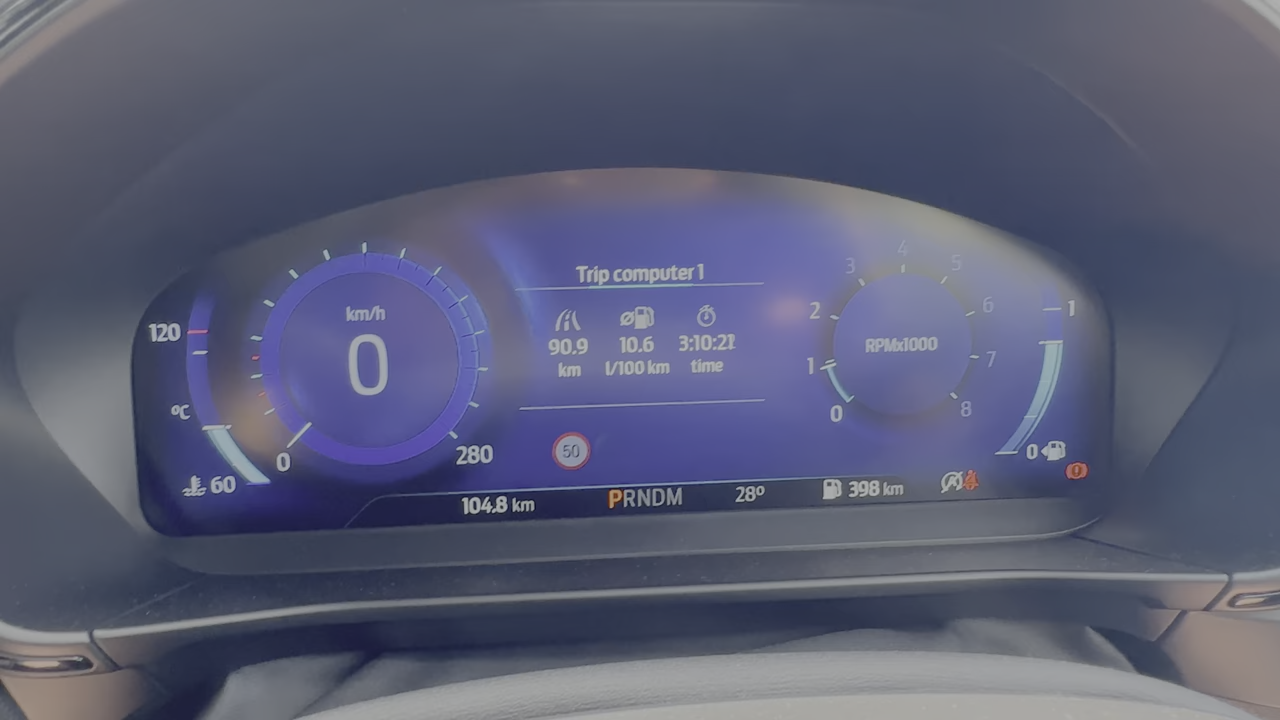 Trip computer 1
90.9 10.6 3:10:21
km l/100 km time
km/h
0
120
ºC
60
0
280
50
RPMx1000
0
1
2
3
4
5
6
7
8
1
0
104.8 km PRNDM 28º 398 km